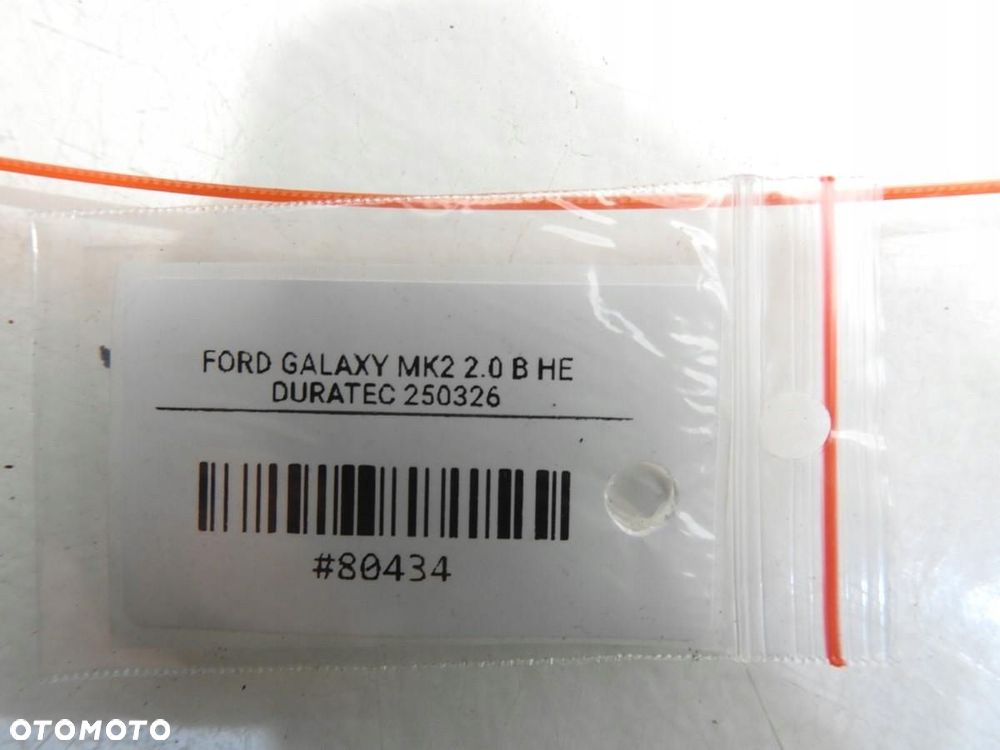 FORD GALAXY MK2 2.0 B HE
DURATEC 250326
#80434
OTOMOTO